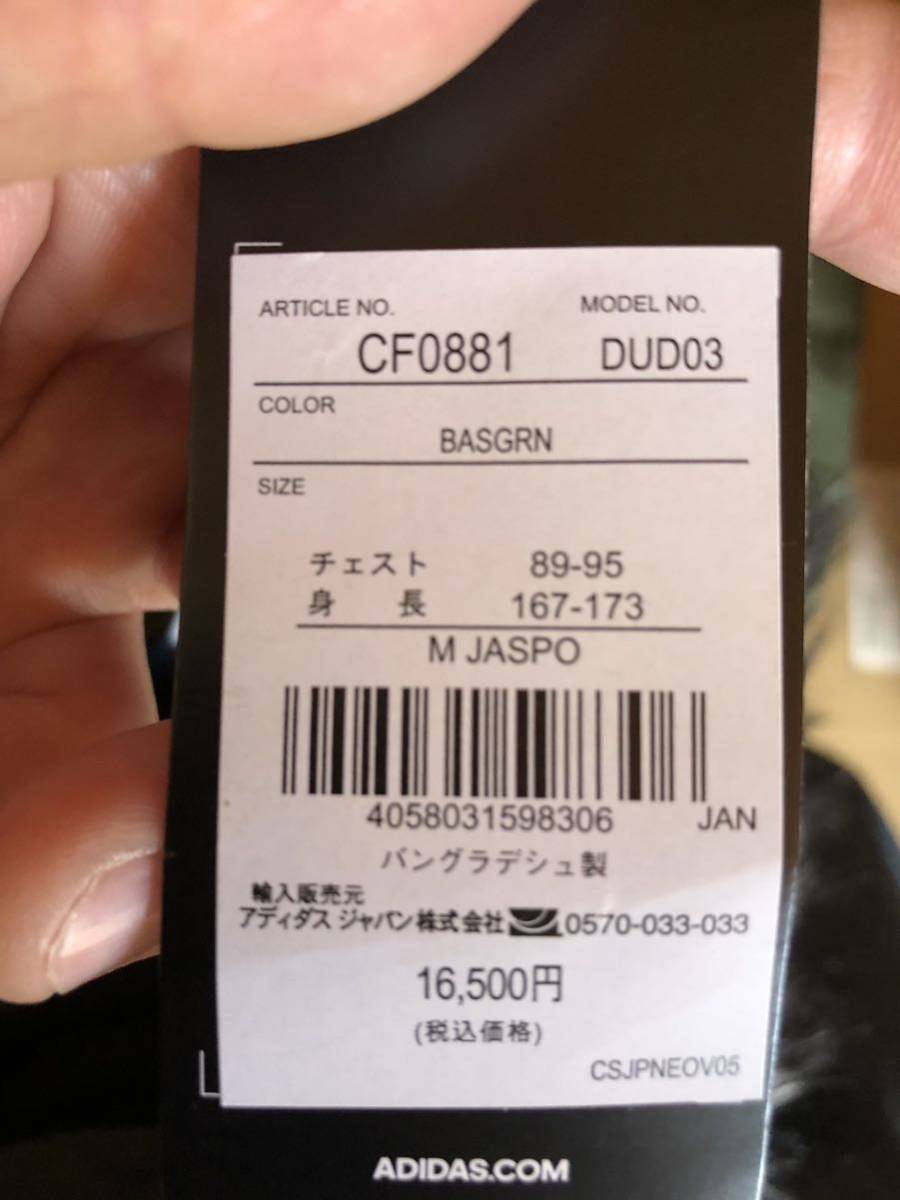 ARTICLE NO. MODEL NO.
CF0881 DUD03
COLOR
BASGRN
SIZE
チェスト 89-95
身 長 167-173
M JASPO
4058031598306 JAN
バングラデシュ製
輸入販売元
アディダス ジャパン株式会社 0570-033-033
16,500円
(税込価格)
CSJPNEOV05
ADIDAS.COM